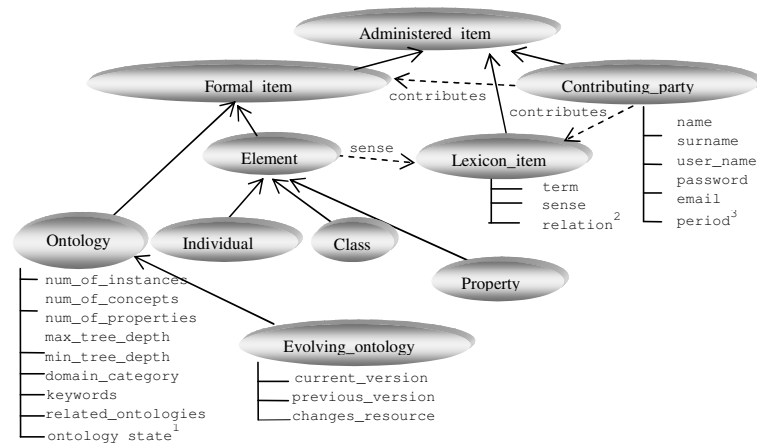 Administered item
Formal item
Contributing_party
contributes
contributes
name
surname
user_name
password
email
period3
sense
Element
Lexicon_item
term
sense
relation2
Ontology
Individual
Class
Property
num_of_instances
num_of_concepts
num_of_properties
max_tree_depth
min_tree_depth
domain_category
keywords
related_ontologies
ontology state1
Evolving_ontology
current_version
previous_version
changes_resource